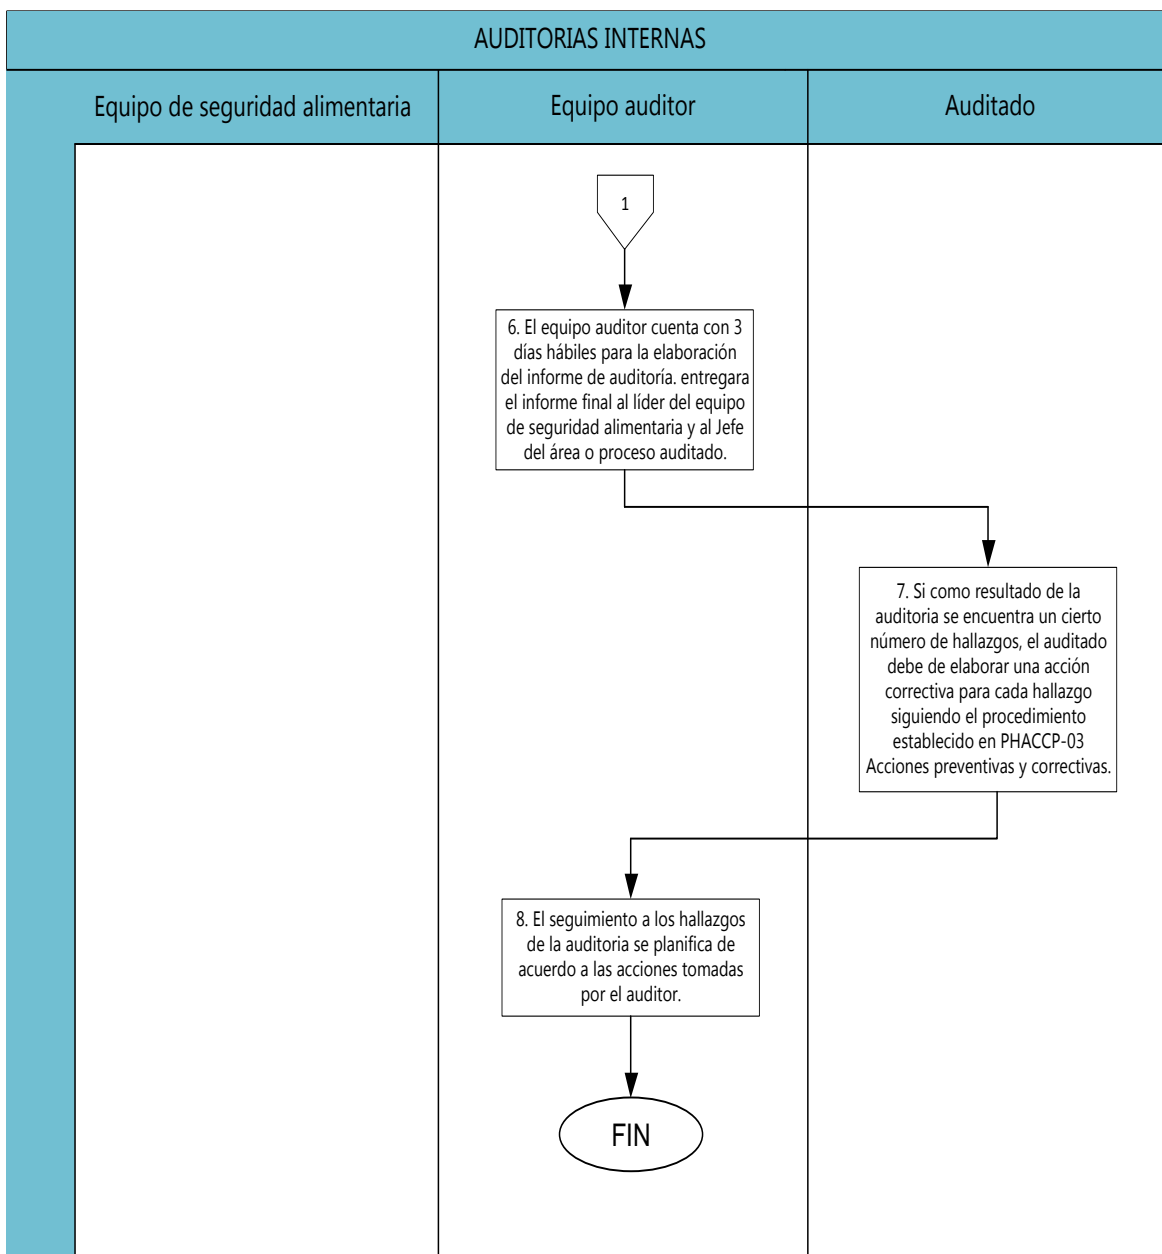 AUDITORIAS INTERNAS
Equipo de seguridad alimentaria
Equipo auditor
Auditado
1
6. El equipo auditor cuenta con 3
días hábiles para la elaboración
del informe de auditoría. entregara
el informe final al líder del equipo
de seguridad alimentaria y al Jefe
del área o proceso auditado.
7. Si como resultado de la
auditoria se encuentra un cierto
número de hallazgos, el auditado
debe de elaborar una acción
correctiva para cada hallazgo
siguiendo el procedimiento
establecido en PHACCP-03
Acciones preventivas y correctivas.
8. El seguimiento a los hallazgos
de la auditoria se planifica de
acuerdo a las acciones tomadas
por el auditor.
FIN